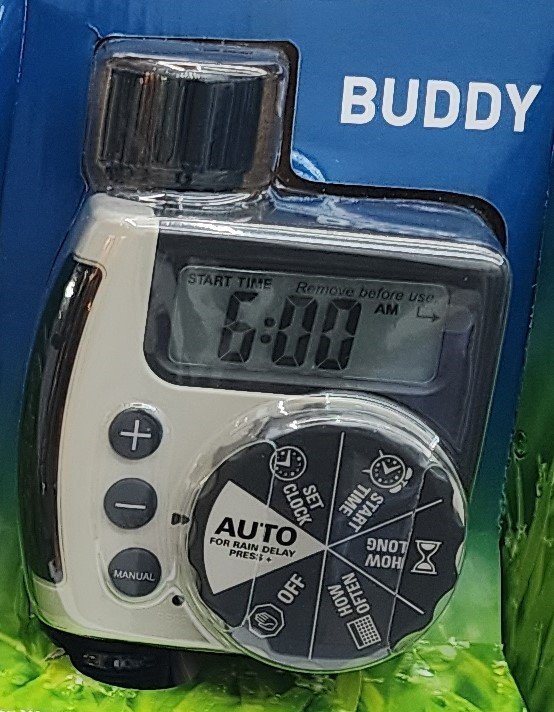 BUDDY
START TIME
Remove before use
6:00 AM
+
−
MANUAL
SET
CLOCK
START
TIME
HOW
LONG
HOW
OFTEN
OFF
AUTO
FOR RAIN DELAY
PRESS +